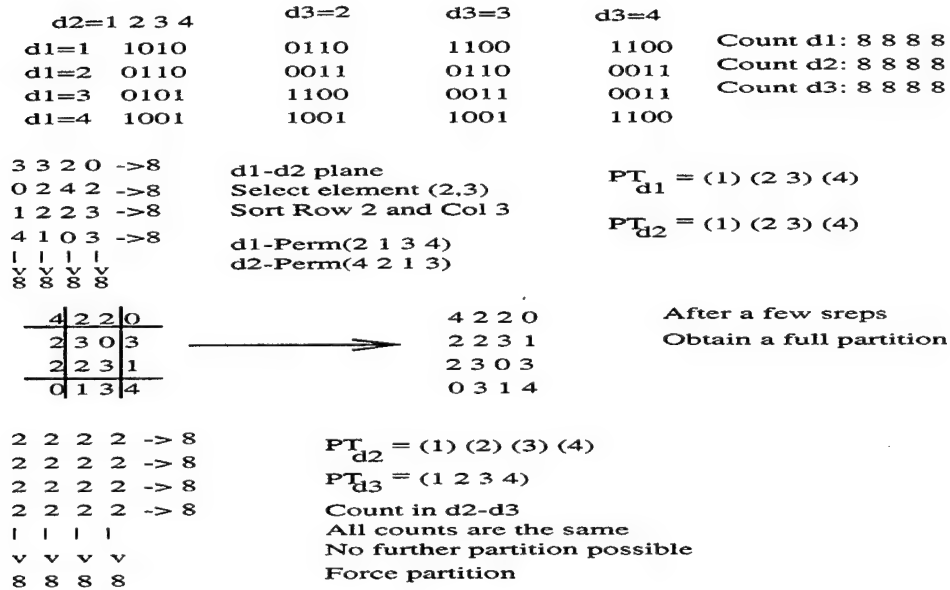 d2=1 2 3 4 d3=2 d3=3 d3=4
d1=1 1010 0110 1100 1100 Count d1: 8 8 8 8
d1=2 0110 0011 0110 0011 Count d2: 8 8 8 8
d1=3 0101 1100 0011 0011 Count d3: 8 8 8 8
d1=4 1001 1001 1001 1100
3 3 2 0 ->8
0 2 4 2 ->8
1 2 2 3 ->8
4 1 0 3 ->8
8 8 8 8
d1-d2 plane
Select element (2,3)
Sort Row 2 and Col 3
d1-Perm(2 1 3 4)
d2-Perm(4 2 1 3)
PTd1 = (1) (2 3) (4)
PTd2 = (1) (2 3) (4)
4 2 2 0
2 3 0 3
2 2 3 1
0 1 3 4
4 2 2 0
2 2 3 1
2 3 0 3
0 3 1 4
After a few sreps
Obtain a full partition
2 2 2 2 -> 8
2 2 2 2 -> 8
2 2 2 2 -> 8
2 2 2 2 -> 8
8 8 8 8
PTd2 = (1) (2) (3) (4)
PTd3 = (1 2 3 4)
Count in d2-d3
All counts are the same
No further partition possible
Force partition